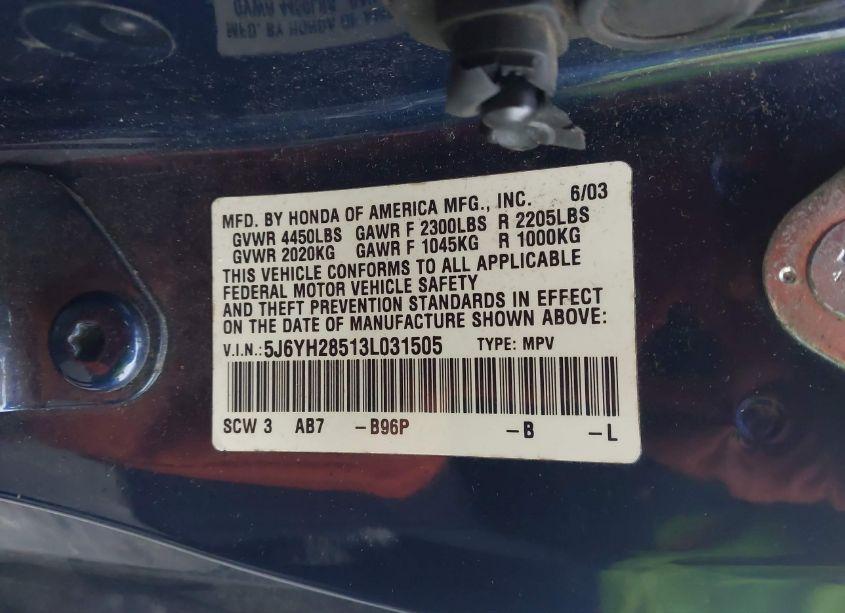 MFD. BY HONDA OF AMERICA MFG., INC. 6/03
GVWR 4450LBS GAWR F 2300LBS R 2205LBS
GVWR 2020KG GAWR F 1045KG R 1000KG
THIS VEHICLE CONFORMS TO ALL APPLICABLE
FEDERAL MOTOR VEHICLE SAFETY
AND THEFT PREVENTION STANDARDS IN EFFECT
ON THE DATE OF MANUFACTURE SHOWN ABOVE:
V.I.N.:5J6YH28513L031505 TYPE: MPV
SCW 3 AB7 -B96P -B -L